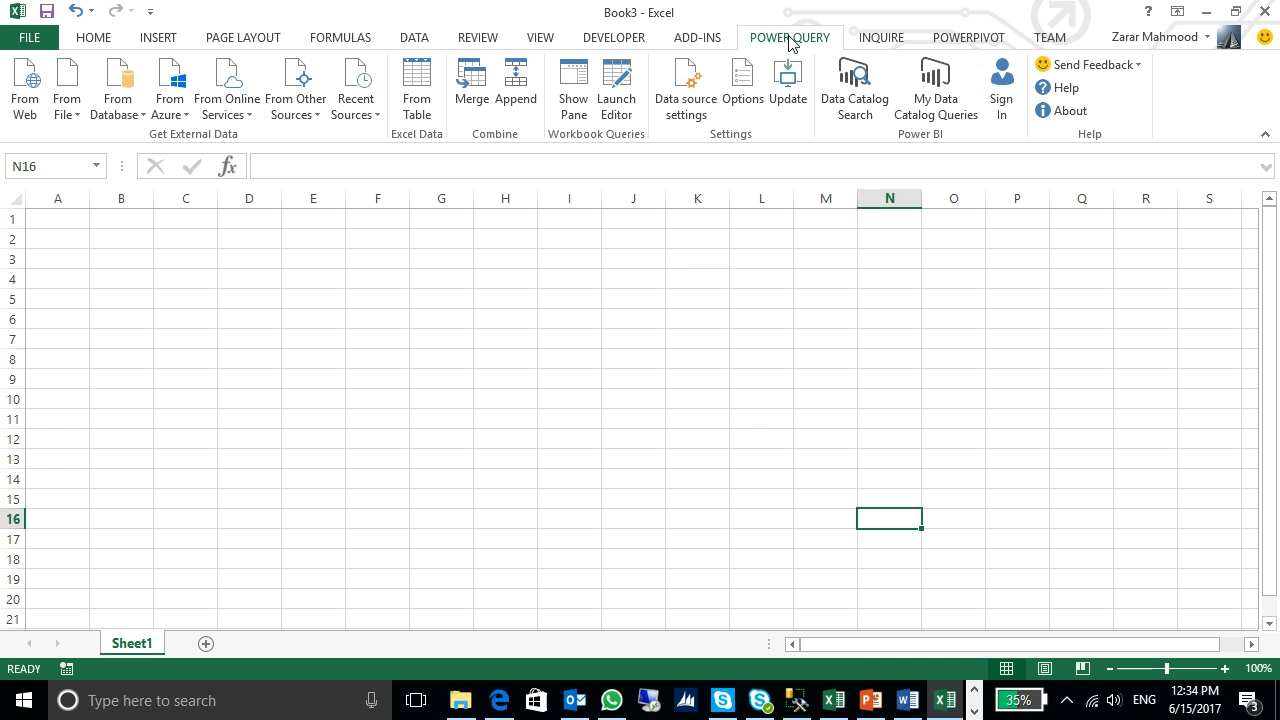 Book3 - Excel
FILE HOME INSERT PAGE LAYOUT FORMULAS DATA REVIEW VIEW DEVELOPER ADD-INS POWER QUERY INQUIRE POWERPIVOT TEAM Zarar Mahmood
From Web
From File
From Database
From Azure
From Online Services
From Other Sources
Recent Sources
Get External Data
From Table
Excel Data
Merge
Append
Combine
Show Pane
Launch Editor
Workbook Queries
Data source settings
Options
Update
Settings
Data Catalog Search
My Data Catalog Queries
Sign In
Power BI
Send Feedback
Help
About
Help
N16
fx
A B C D E F G H I J K L M N O P Q R S
1
2
3
4
5
6
7
8
9
10
11
12
13
14
15
16
17
18
19
20
21
Sheet1
READY
100%
Type here to search
35%
ENG
12:34 PM
6/15/2017
3